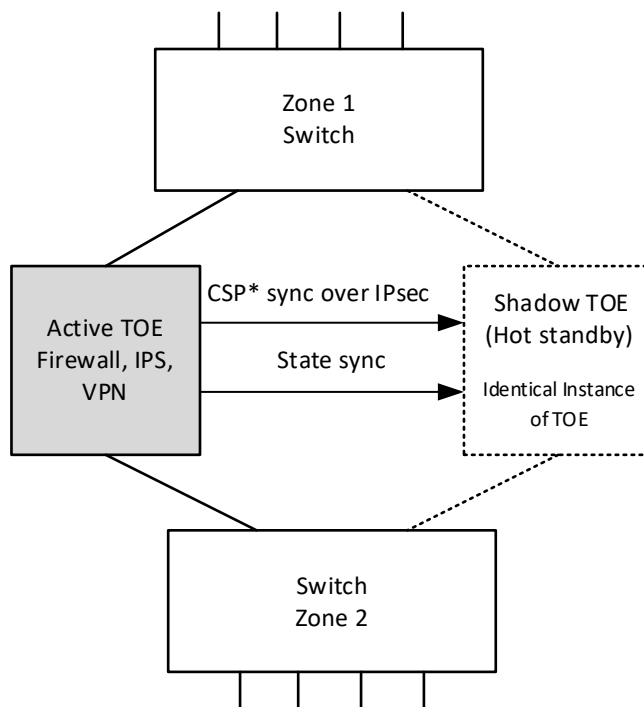 Zone 1
Switch
Active TOE
Firewall, IPS,
VPN
CSP* sync over IPsec
State sync
Shadow TOE
(Hot standby)
Identical Instance
of TOE
Switch
Zone 2